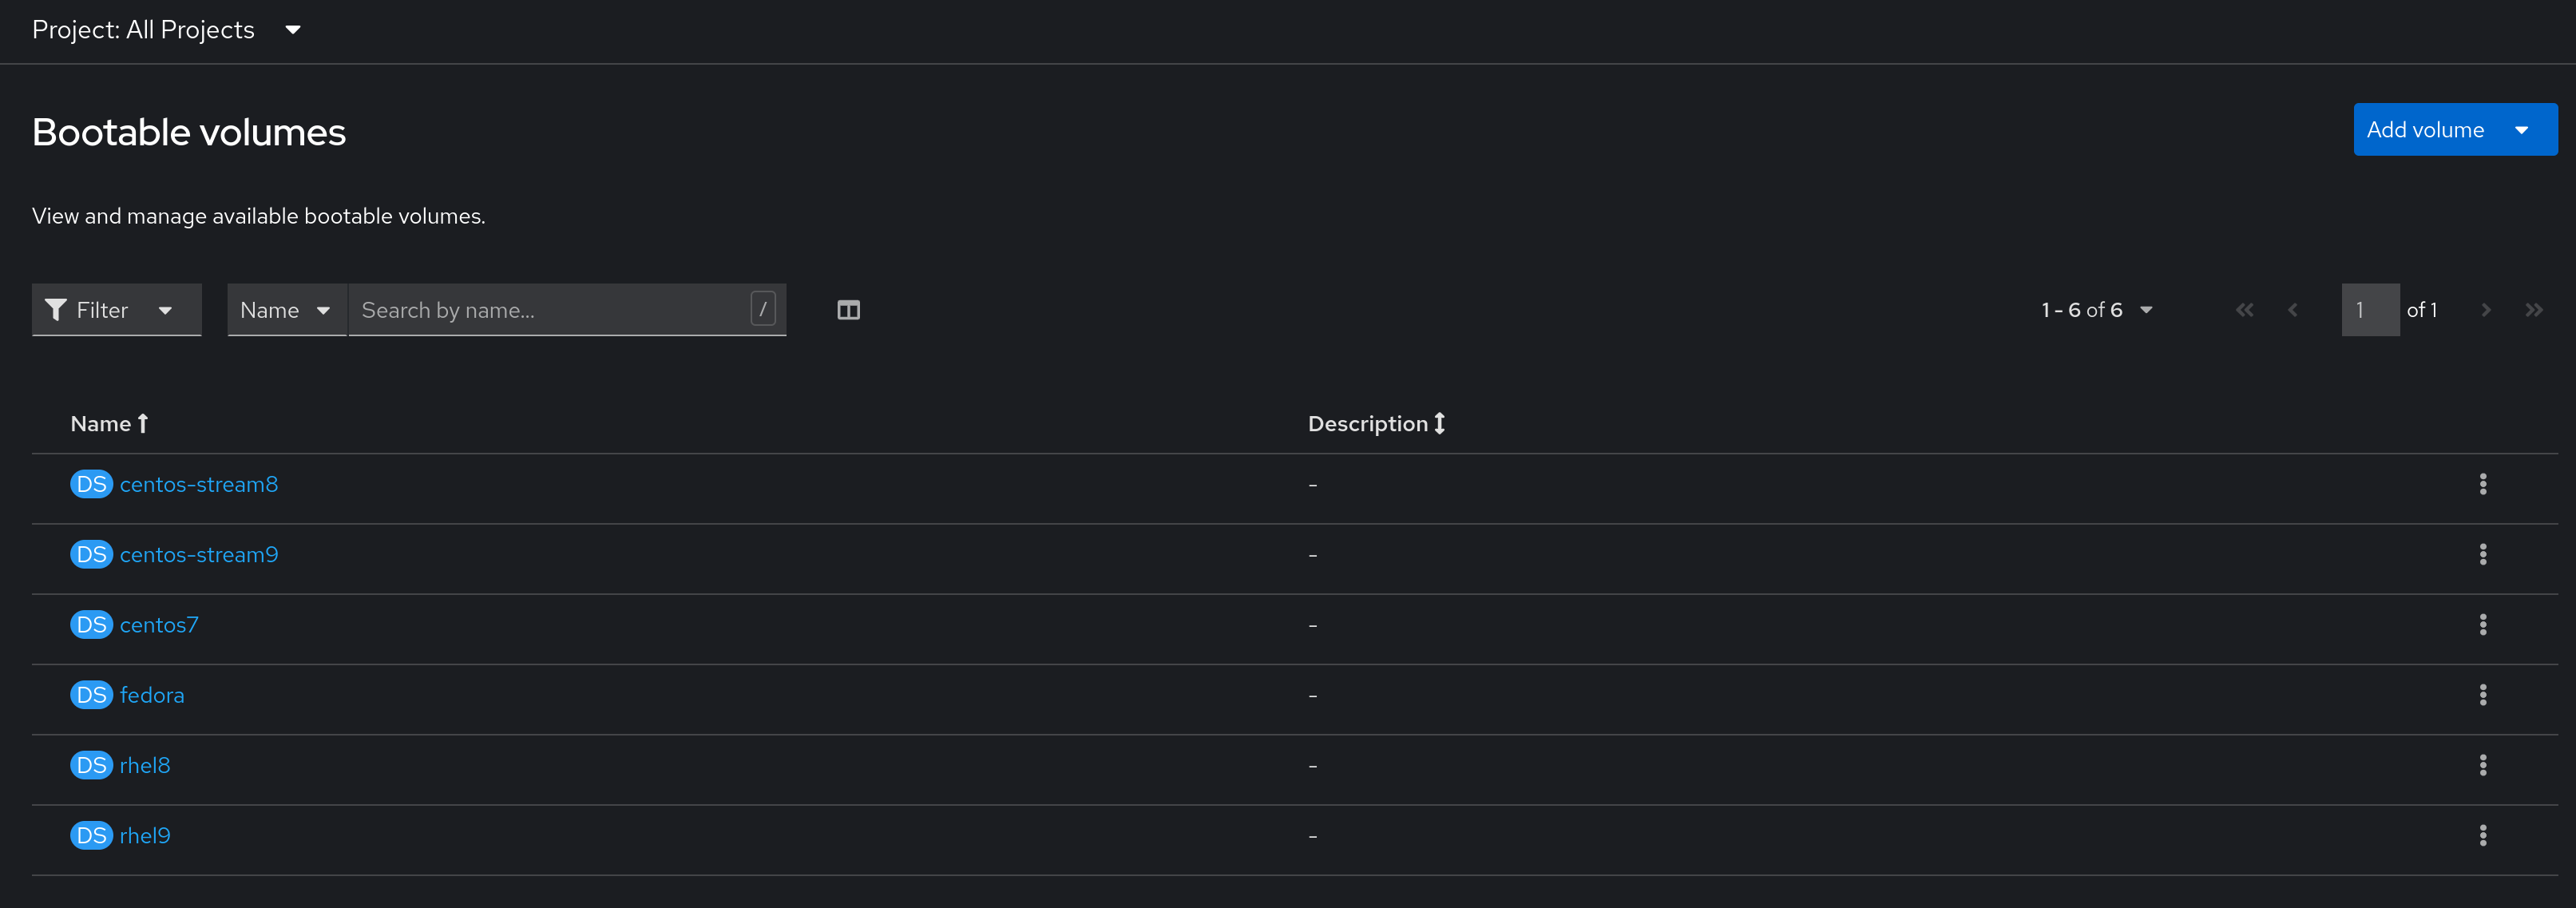 Project: All Projects
Bootable volumes
Add volume
View and manage available bootable volumes.
Filter Name Search by name... / 1 - 6 of 6 1 of 1
Name Description
DS centos-stream8 -
DS centos-stream9 -
DS centos7 -
DS fedora -
DS rhel8 -
DS rhel9 -